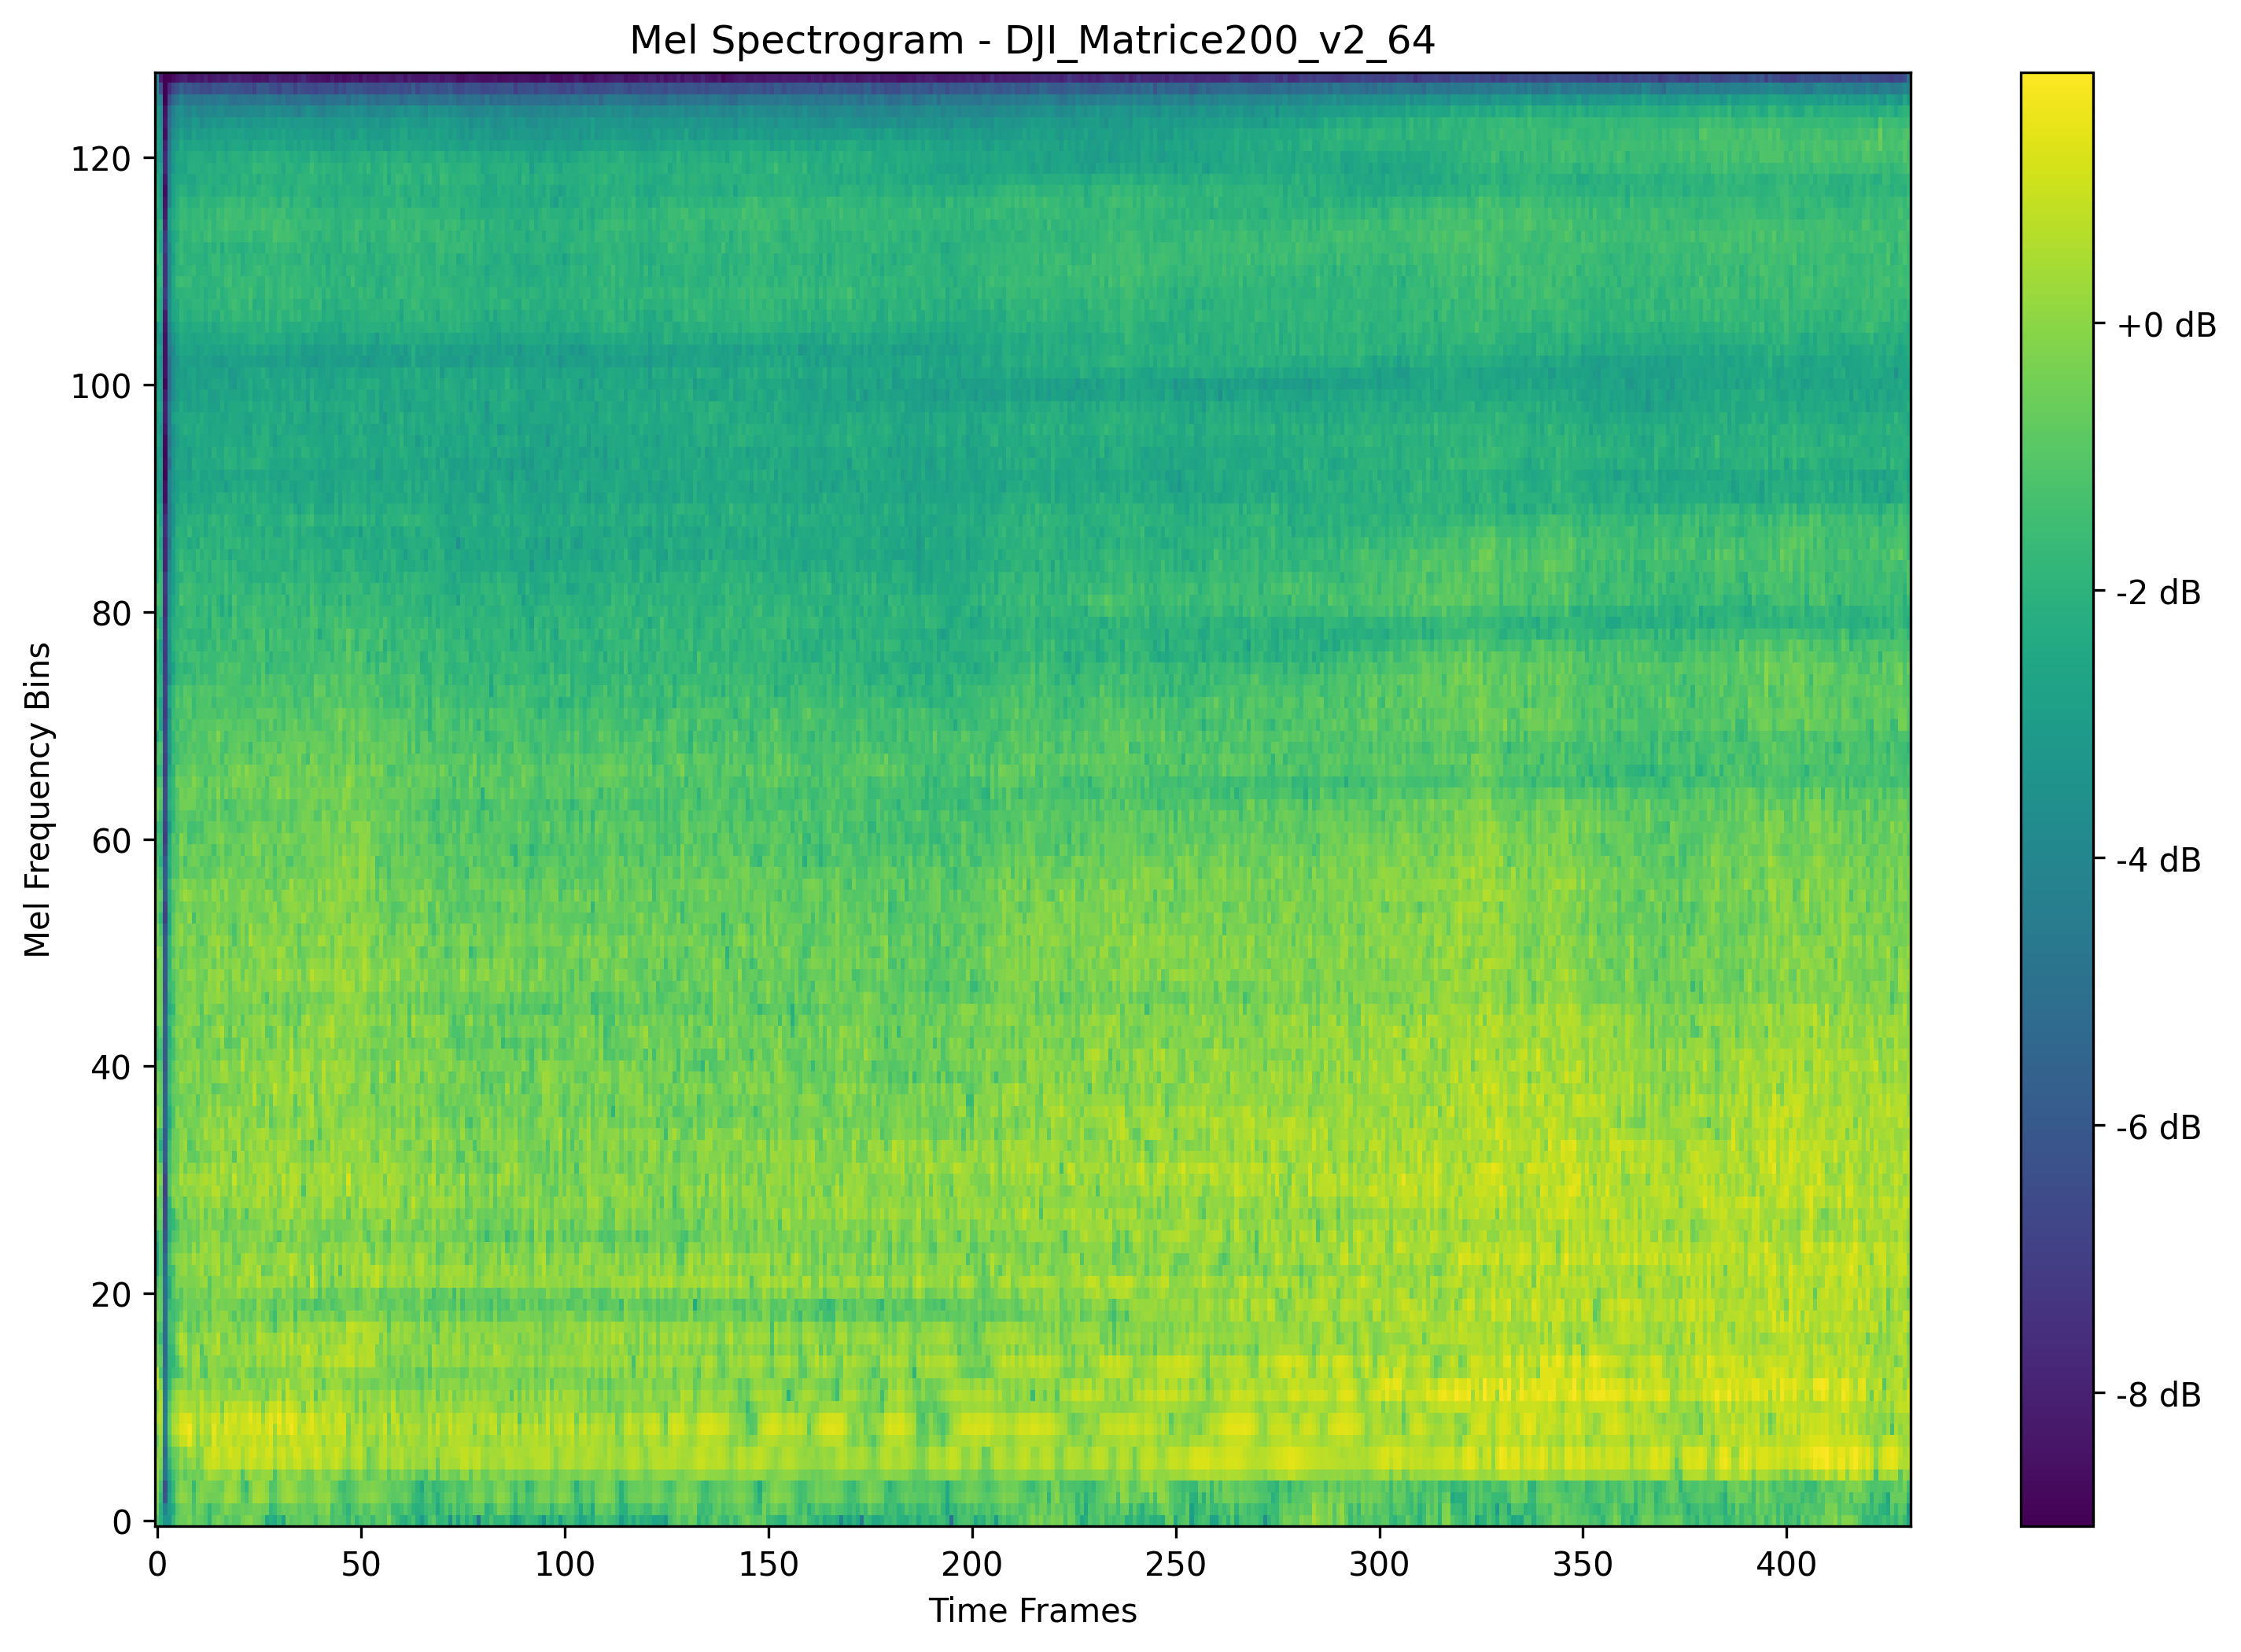 Mel Spectrogram - DJI_Matrice200_v2_64
Mel Frequency Bins
120
100
80
60
40
20
0
0 50 100 150 200 250 300 350 400
Time Frames
+0 dB
-2 dB
-4 dB
-6 dB
-8 dB